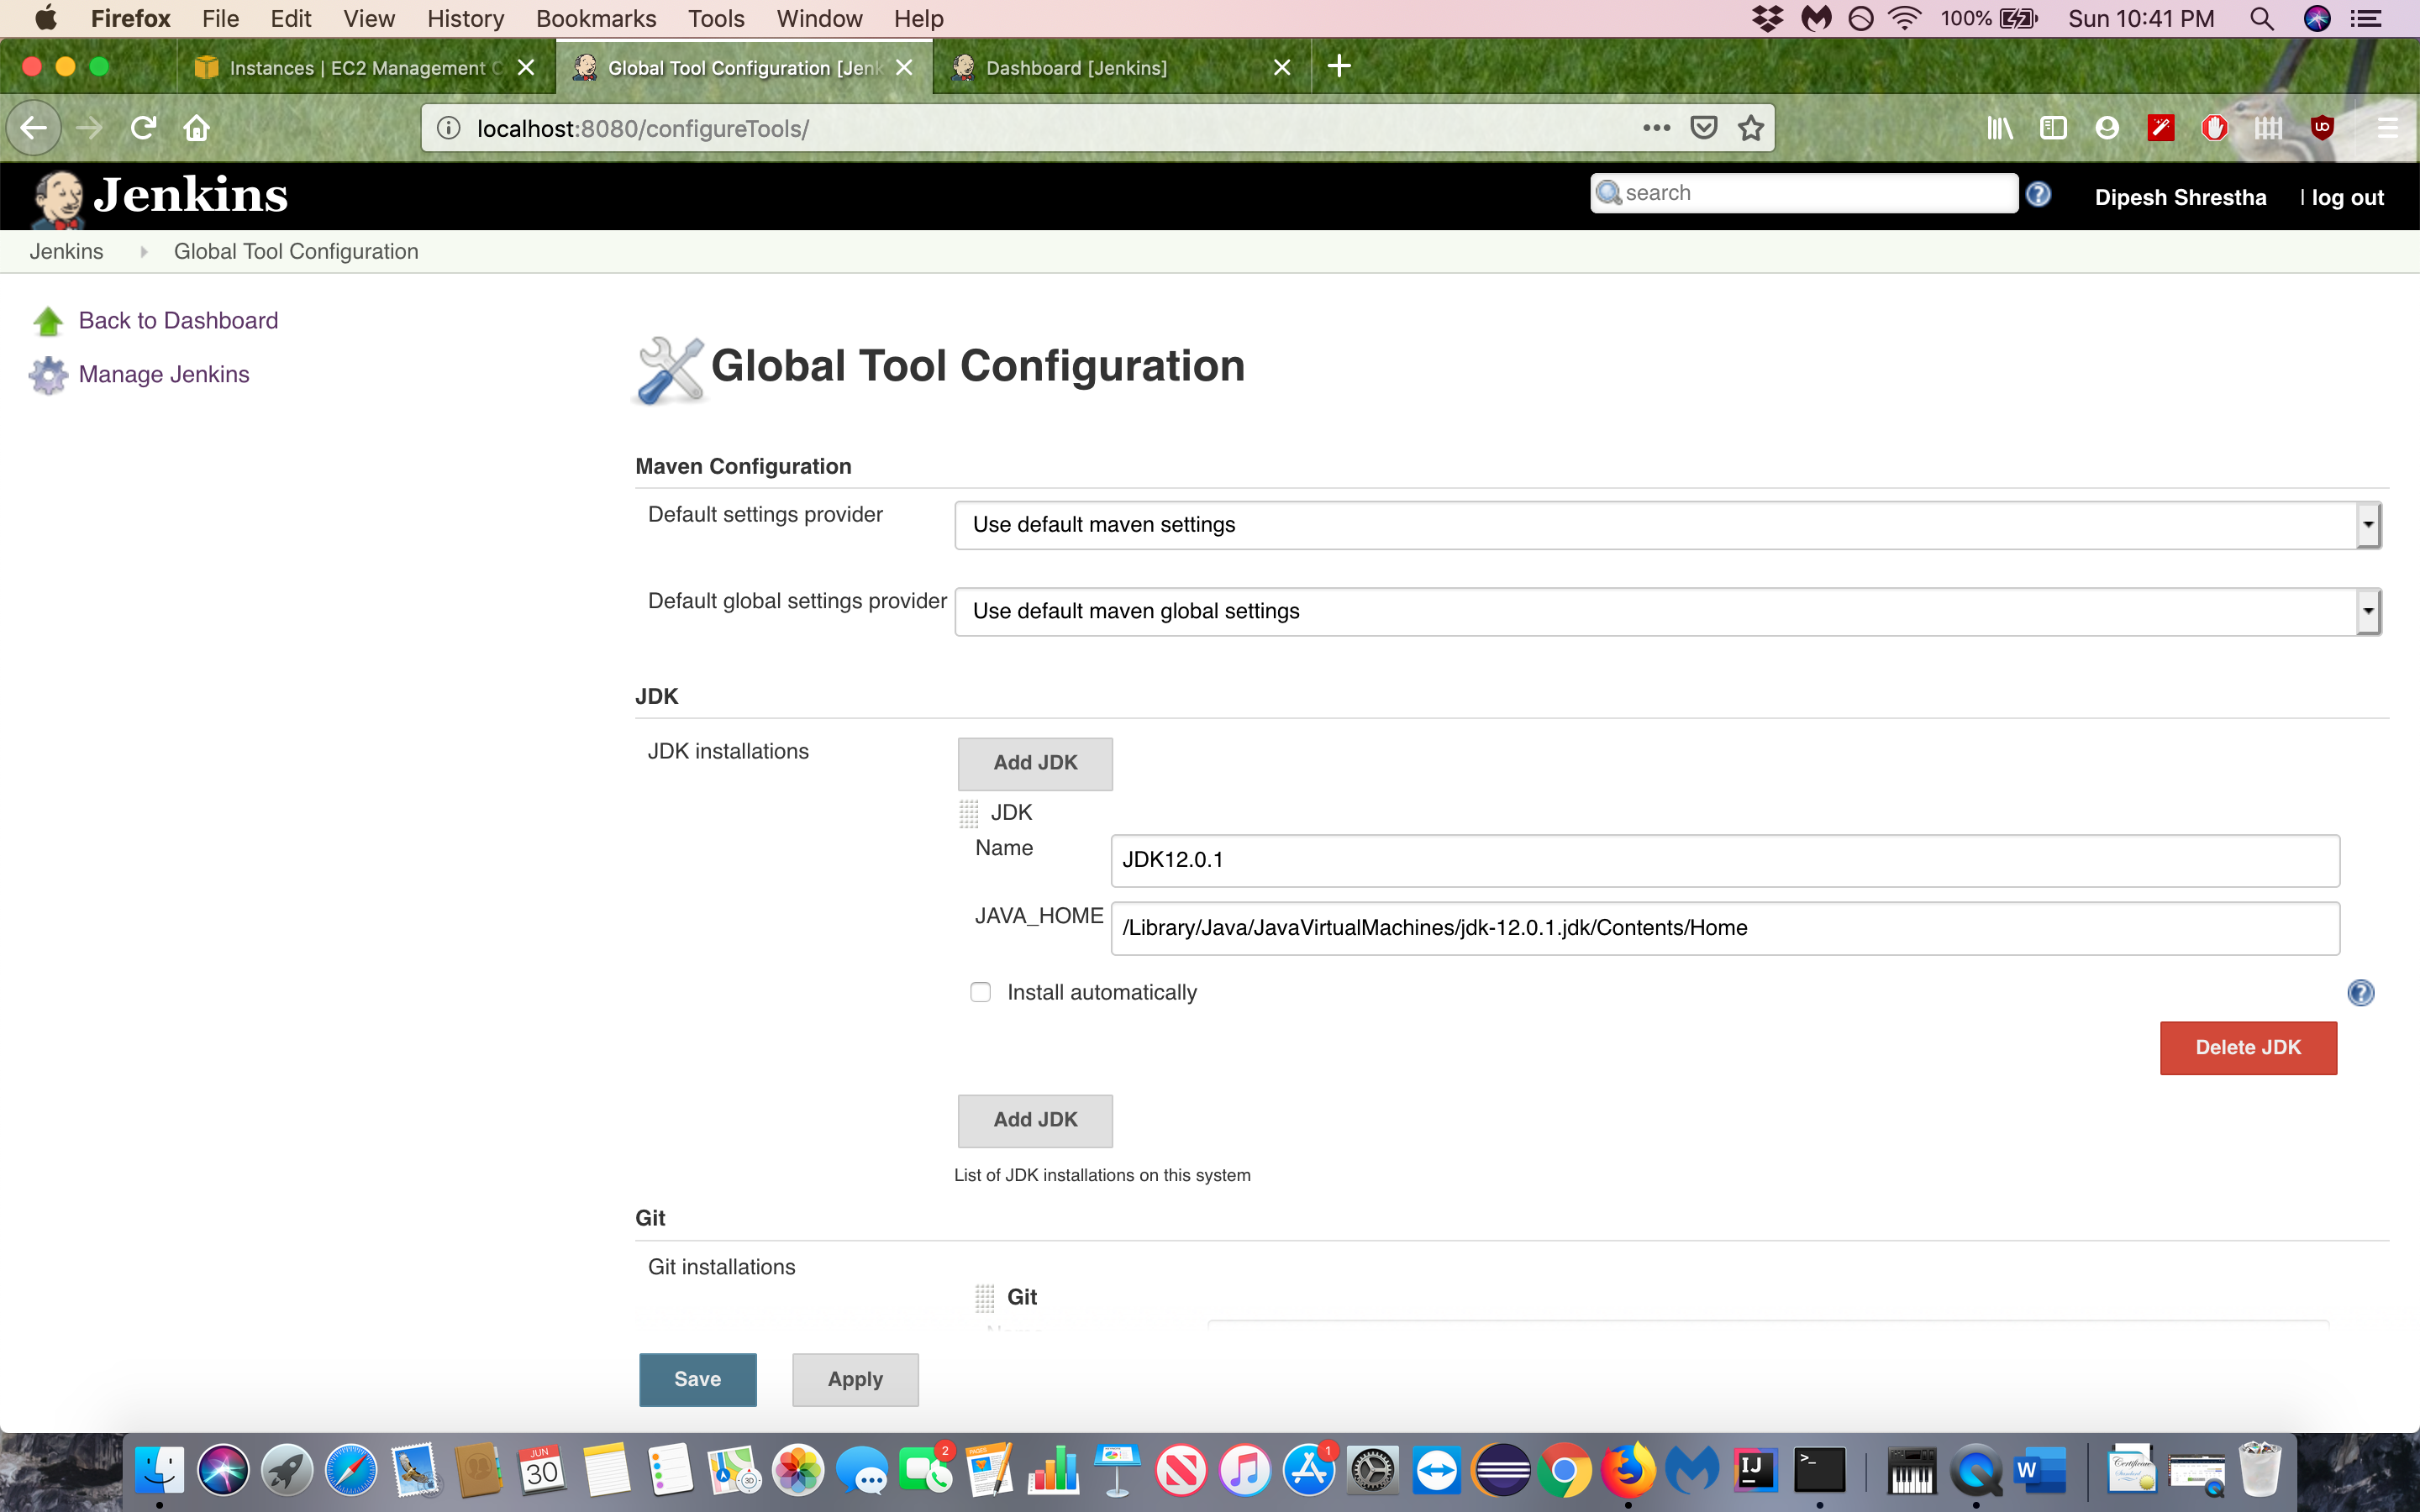 Firefox File Edit View History Bookmarks Tools Window Help 100% Sun 10:41 PM
Instances | EC2 Management C Global Tool Configuration [Jenk Dashboard [Jenkins]
localhost:8080/configureTools/
Jenkins search Dipesh Shrestha | log out
Jenkins Global Tool Configuration
Back to Dashboard
Manage Jenkins
Global Tool Configuration
Maven Configuration
Default settings provider Use default maven settings
Default global settings provider Use default maven global settings
JDK
JDK installations Add JDK
JDK
Name JDK12.0.1
JAVA_HOME /Library/Java/JavaVirtualMachines/jdk-12.0.1.jdk/Contents/Home
Install automatically
Delete JDK
Add JDK
List of JDK installations on this system
Git
Git installations
Git
Save Apply
JUN
30
PAGES
2
1
3D
IJ
>_
W